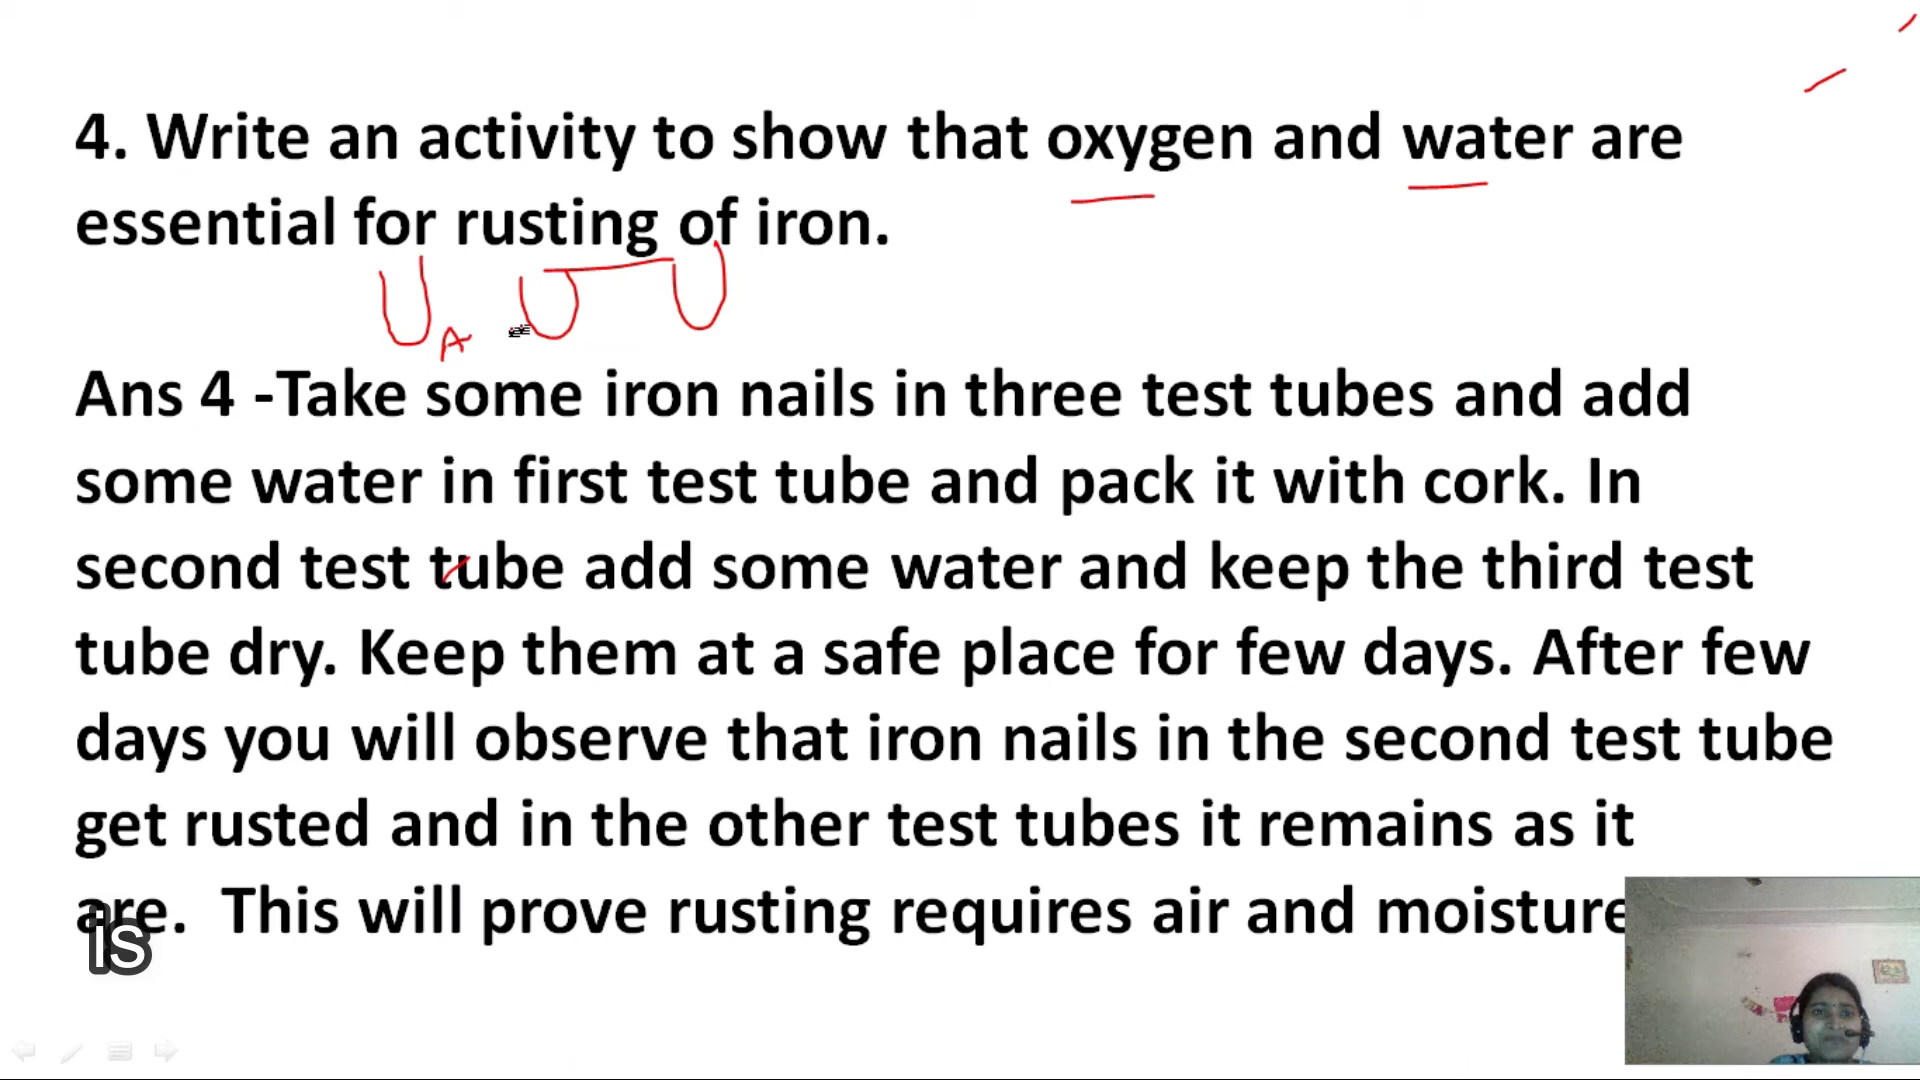 4. Write an activity to show that oxygen and water are
essential for rusting of iron.
A
Ans 4 -Take some iron nails in three test tubes and add
some water in first test tube and pack it with cork. In
second test tube add some water and keep the third test
tube dry. Keep them at a safe place for few days. After few
days you will observe that iron nails in the second test tube
get rusted and in the other test tubes it remains as it
are.  This will prove rusting requires air and moisture
is